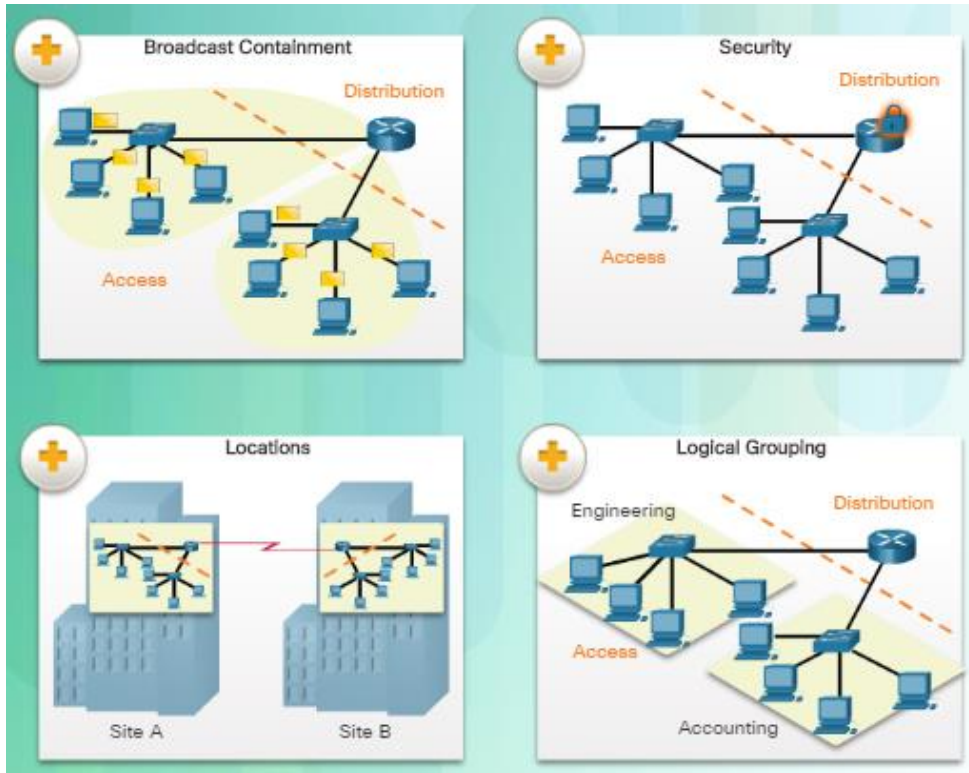 Broadcast Containment
Distribution
Access
Security
Distribution
Access
Locations
Site A
Site B
Logical Grouping
Engineering
Distribution
Access
Accounting